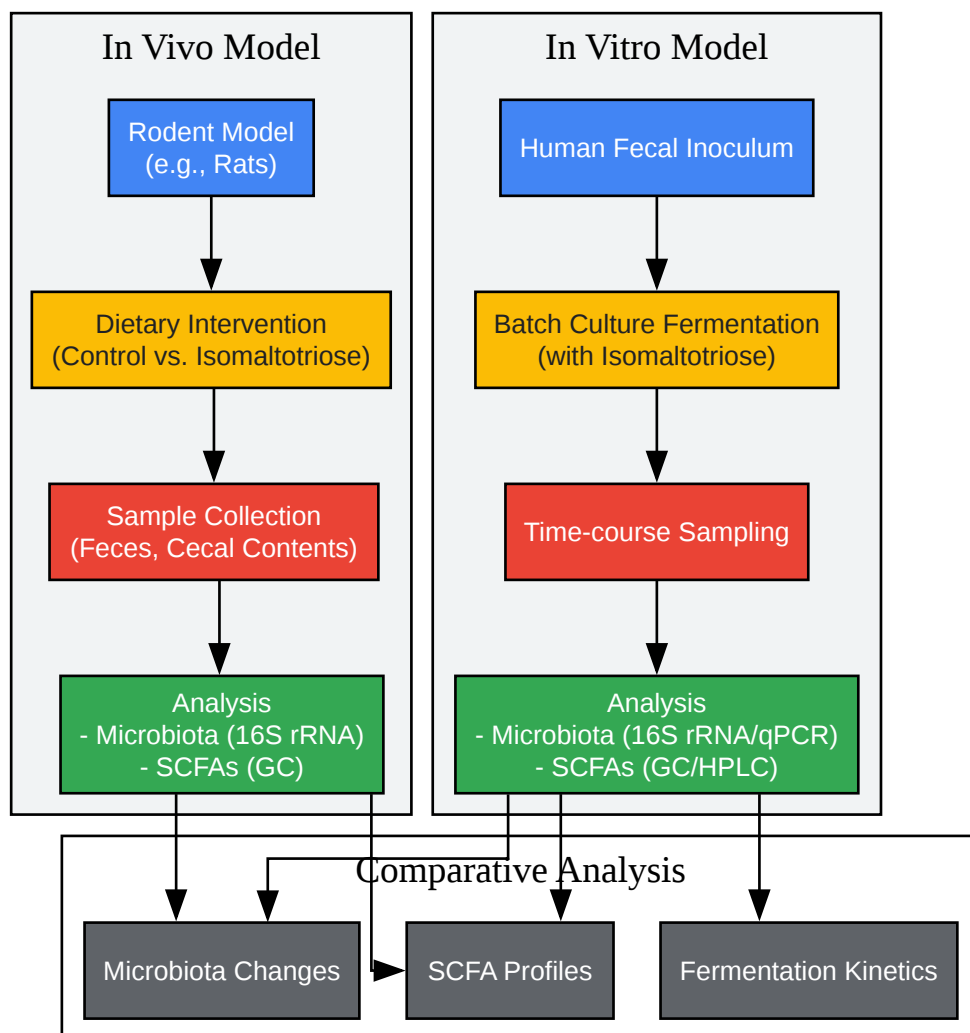 In Vivo Model
Rodent Model
(e.g., Rats)
Dietary Intervention
(Control vs. Isomaltotriose)
Sample Collection
(Feces, Cecal Contents)
Analysis
- Microbiota (16S rRNA)
- SCFAs (GC)
In Vitro Model
Human Fecal Inoculum
Batch Culture Fermentation
(with Isomaltotriose)
Time-course Sampling
Analysis
- Microbiota (16S rRNA/qPCR)
- SCFAs (GC/HPLC)
Comparative Analysis
Microbiota Changes
SCFA Profiles
Fermentation Kinetics